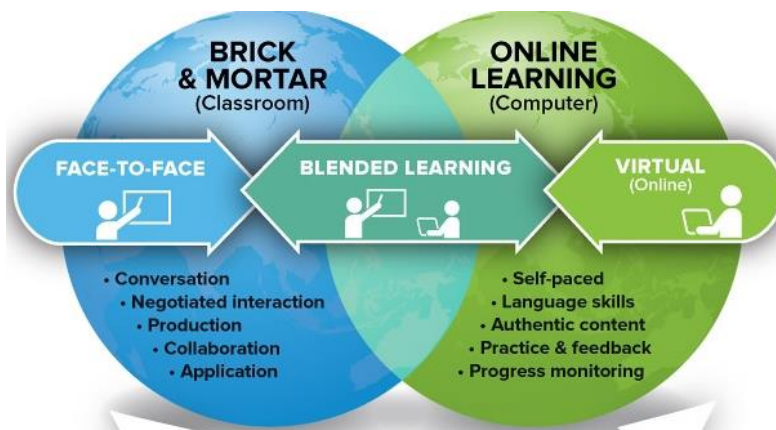 BRICK
& MORTAR
(Classroom)
ONLINE
LEARNING
(Computer)
FACE-TO-FACE
BLENDED LEARNING
VIRTUAL
(Online)
• Conversation
• Negotiated interaction
• Production
• Collaboration
• Application
• Self-paced
• Language skills
• Authentic content
• Practice & feedback
• Progress monitoring